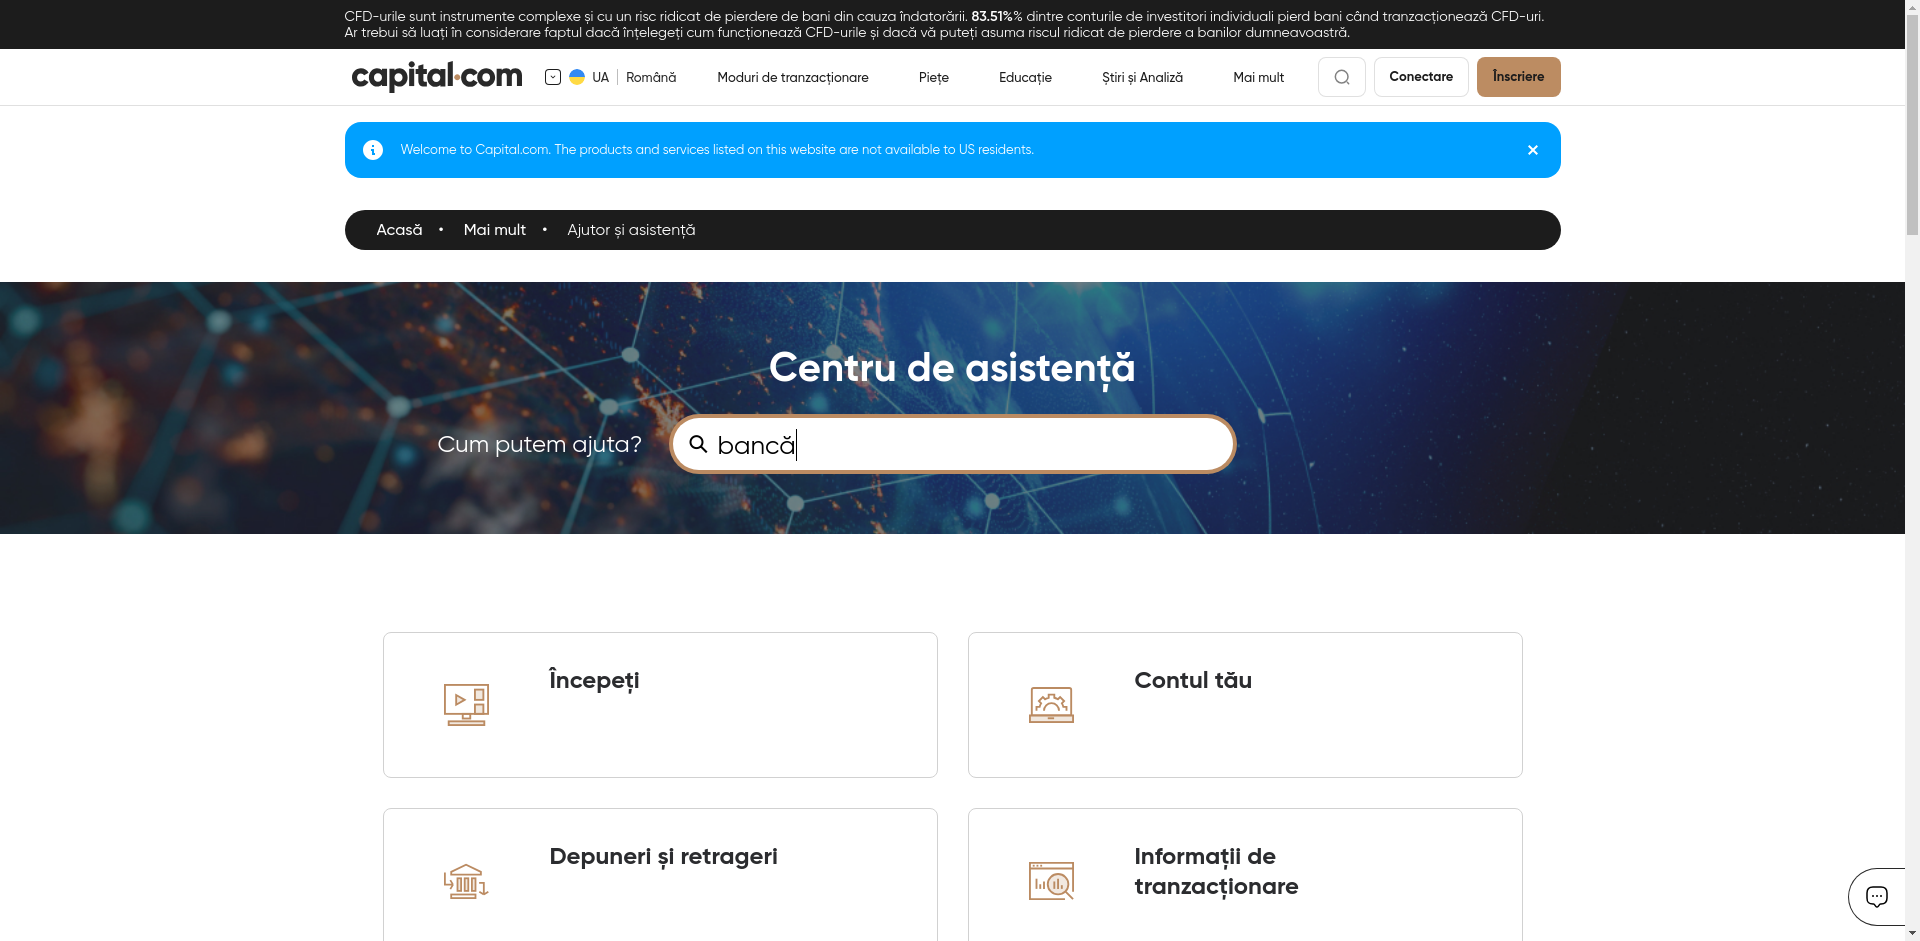 CFD-urile sunt instrumente complexe și cu un risc ridicat de pierdere de bani din cauza îndatorării. 83.51%% dintre conturile de investitori individuali pierd bani când tranzacționează CFD-uri.
Ar trebui să luați în considerare faptul dacă înțelegeți cum funcționează CFD-urile și dacă vă puteți asuma riscul ridicat de pierdere a banilor dumneavoastră.
capital.com UA Română Moduri de tranzacționare Piețe Educație Știri și Analiză Mai mult Conectare Înscriere
Welcome to Capital.com. The products and services listed on this website are not available to US residents.
Acasă • Mai mult • Ajutor și asistență
Centru de asistență
Cum putem ajuta? bancă
Începeți
Contul tău
Depuneri și retrageri
Informații de
tranzacționare